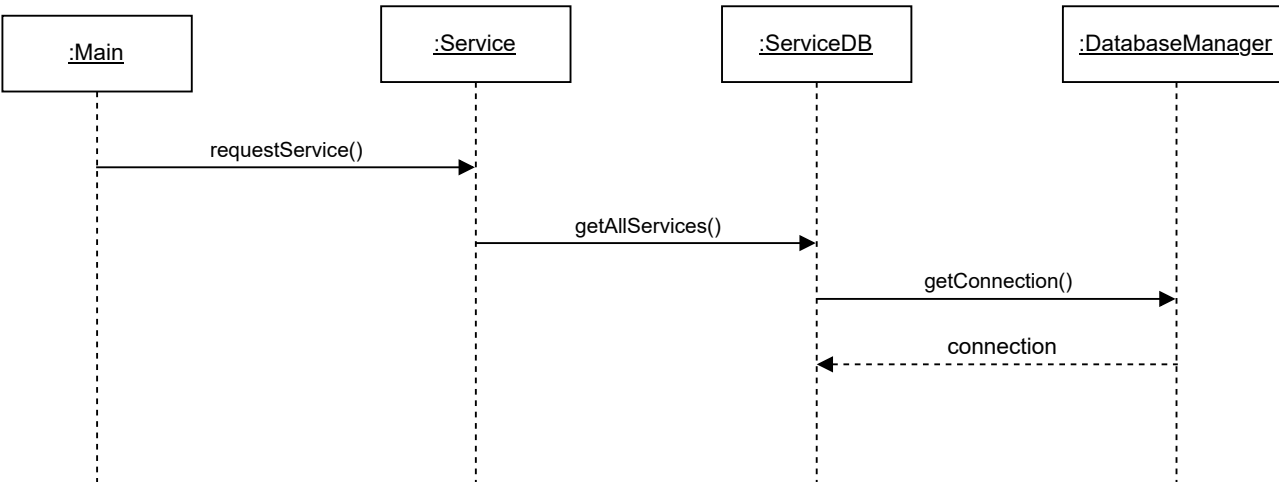 :Main
:Service
:ServiceDB
:DatabaseManager
requestService()
getAllServices()
getConnection()
connection